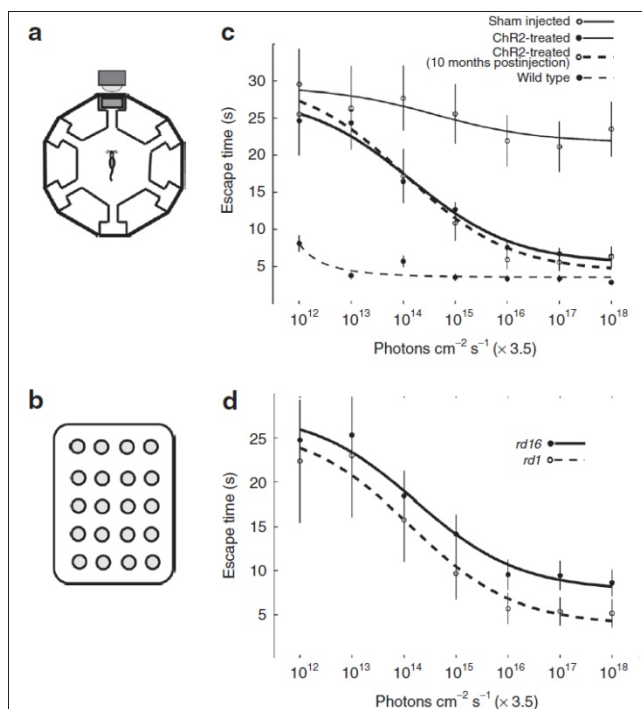 a
c
Sham injected
ChR2-treated
ChR2-treated
(10 months postinjection)
Wild type
Escape time (s)
30
25
20
15
10
5
10¹² 10¹³ 10¹⁴ 10¹⁵ 10¹⁶ 10¹⁷ 10¹⁸
Photons cm⁻² s⁻¹ (× 3.5)
b
d
rd16
rd1
Escape time (s)
25
20
15
10
5
10¹² 10¹³ 10¹⁴ 10¹⁵ 10¹⁶ 10¹⁷ 10¹⁸
Photons cm⁻² s⁻¹ (× 3.5)